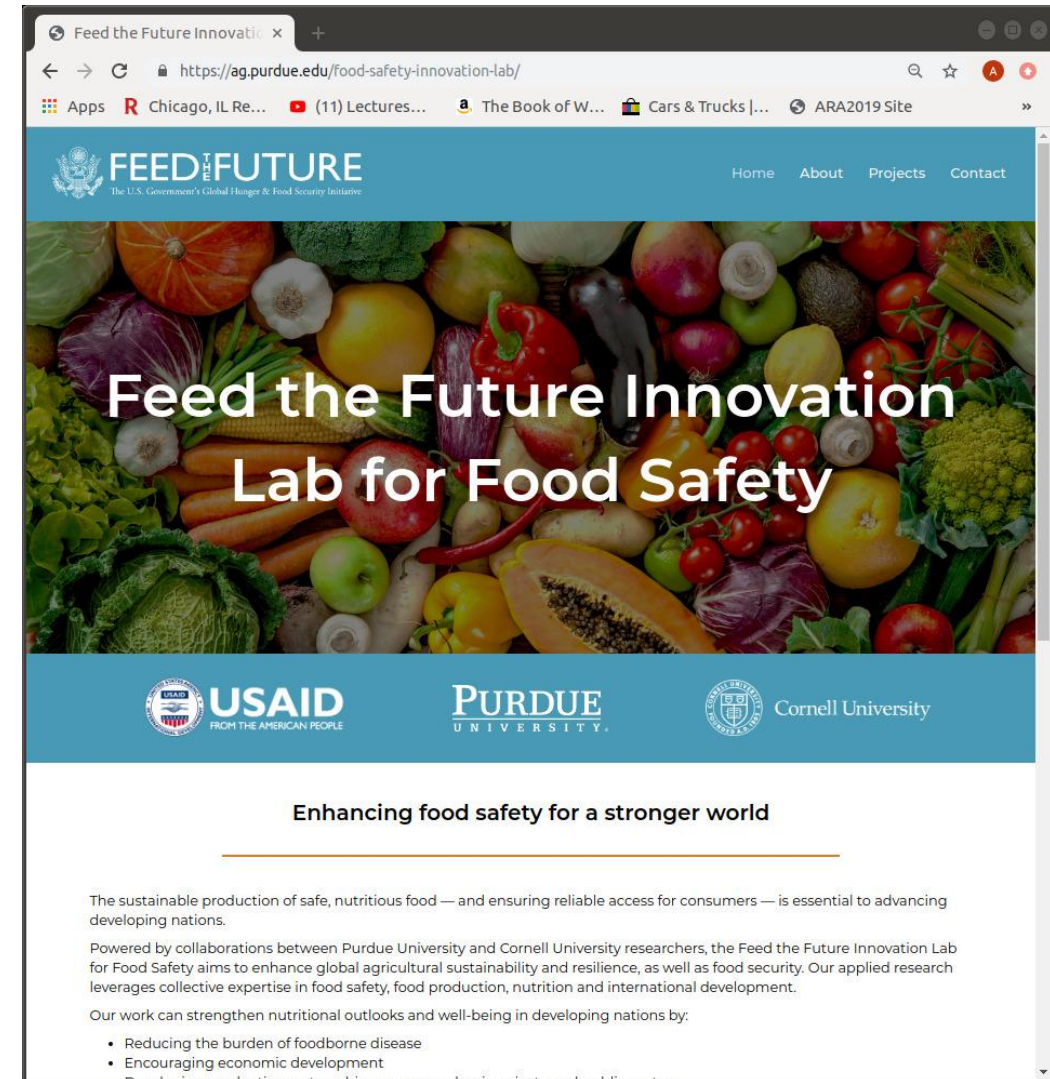 Feed the Future Innovatio
https://ag.purdue.edu/food-safety-innovation-lab/
A
Apps R Chicago, IL Re... (11) Lectures... a The Book of W... Cars & Trucks |... ARA2019 Site »
FEED THE FUTURE
The U.S. Government's Global Hunger & Food Security Initiative
Home About Projects Contact
Feed the Future Innovation
Lab for Food Safety
USAID
FROM THE AMERICAN PEOPLE
PURDUE
UNIVERSITY.
Cornell University
Enhancing food safety for a stronger world
The sustainable production of safe, nutritious food — and ensuring reliable access for consumers — is essential to advancing
developing nations.
Powered by collaborations between Purdue University and Cornell University researchers, the Feed the Future Innovation Lab
for Food Safety aims to enhance global agricultural sustainability and resilience, as well as food security. Our applied research
leverages collective expertise in food safety, food production, nutrition and international development.
Our work can strengthen nutritional outlooks and well-being in developing nations by:
• Reducing the burden of foodborne disease
• Encouraging economic development